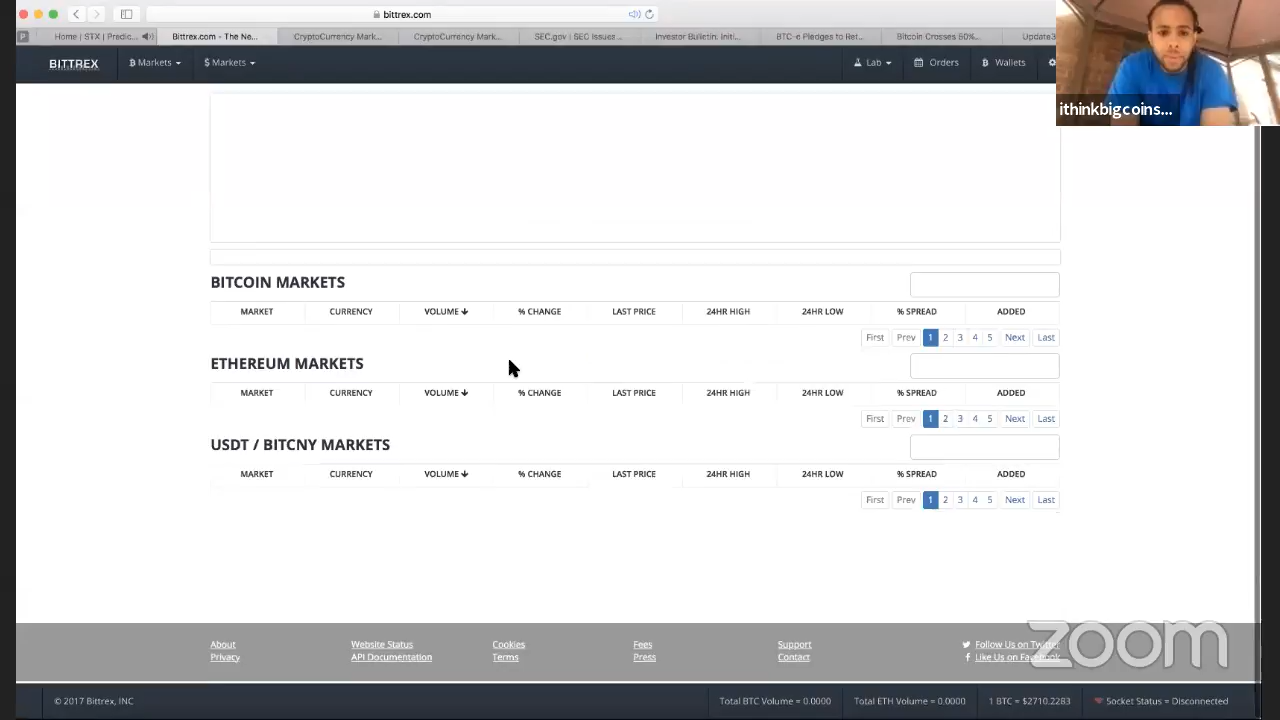 bittrex.com
Home | STX | Predic...
Bittrex.com - The Ne...
CryptoCurrency Mark...
CryptoCurrency Mark...
SEC.gov | SEC Issues...
Investor Bulletin: Initi...
BTC-e Pledges to Ret...
Bitcoin Crosses 50%...
Update3
BITTREX
Markets
$ Markets
Lab
Orders
Wallets
ithinkbigcoins...
BITCOIN MARKETS
MARKET CURRENCY VOLUME % CHANGE LAST PRICE 24HR HIGH 24HR LOW % SPREAD ADDED
First Prev 1 2 3 4 5 Next Last
ETHEREUM MARKETS
MARKET CURRENCY VOLUME % CHANGE LAST PRICE 24HR HIGH 24HR LOW % SPREAD ADDED
First Prev 1 2 3 4 5 Next Last
USDT / BITCNY MARKETS
MARKET CURRENCY VOLUME % CHANGE LAST PRICE 24HR HIGH 24HR LOW % SPREAD ADDED
First Prev 1 2 3 4 5 Next Last
About Website Status Cookies Fees Support Follow Us on Twitter
Privacy API Documentation Terms Press Contact Like Us on Facebook
zoom
© 2017 Bittrex, INC Total BTC Volume = 0.0000 Total ETH Volume = 0.0000 1 BTC = $2710.2283 Socket Status = Disconnected